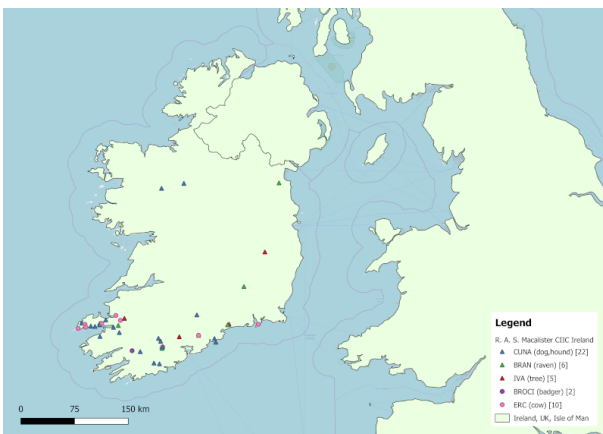 Legend
R. A. S. Macalister CIIC Ireland
CUNA (dog,hound) [22]
BRAN (raven) [6]
IVA (tree) [5]
BROCI (badger) [2]
ERC (cow) [10]
Ireland, UK, Isle of Man
0 75 150 km